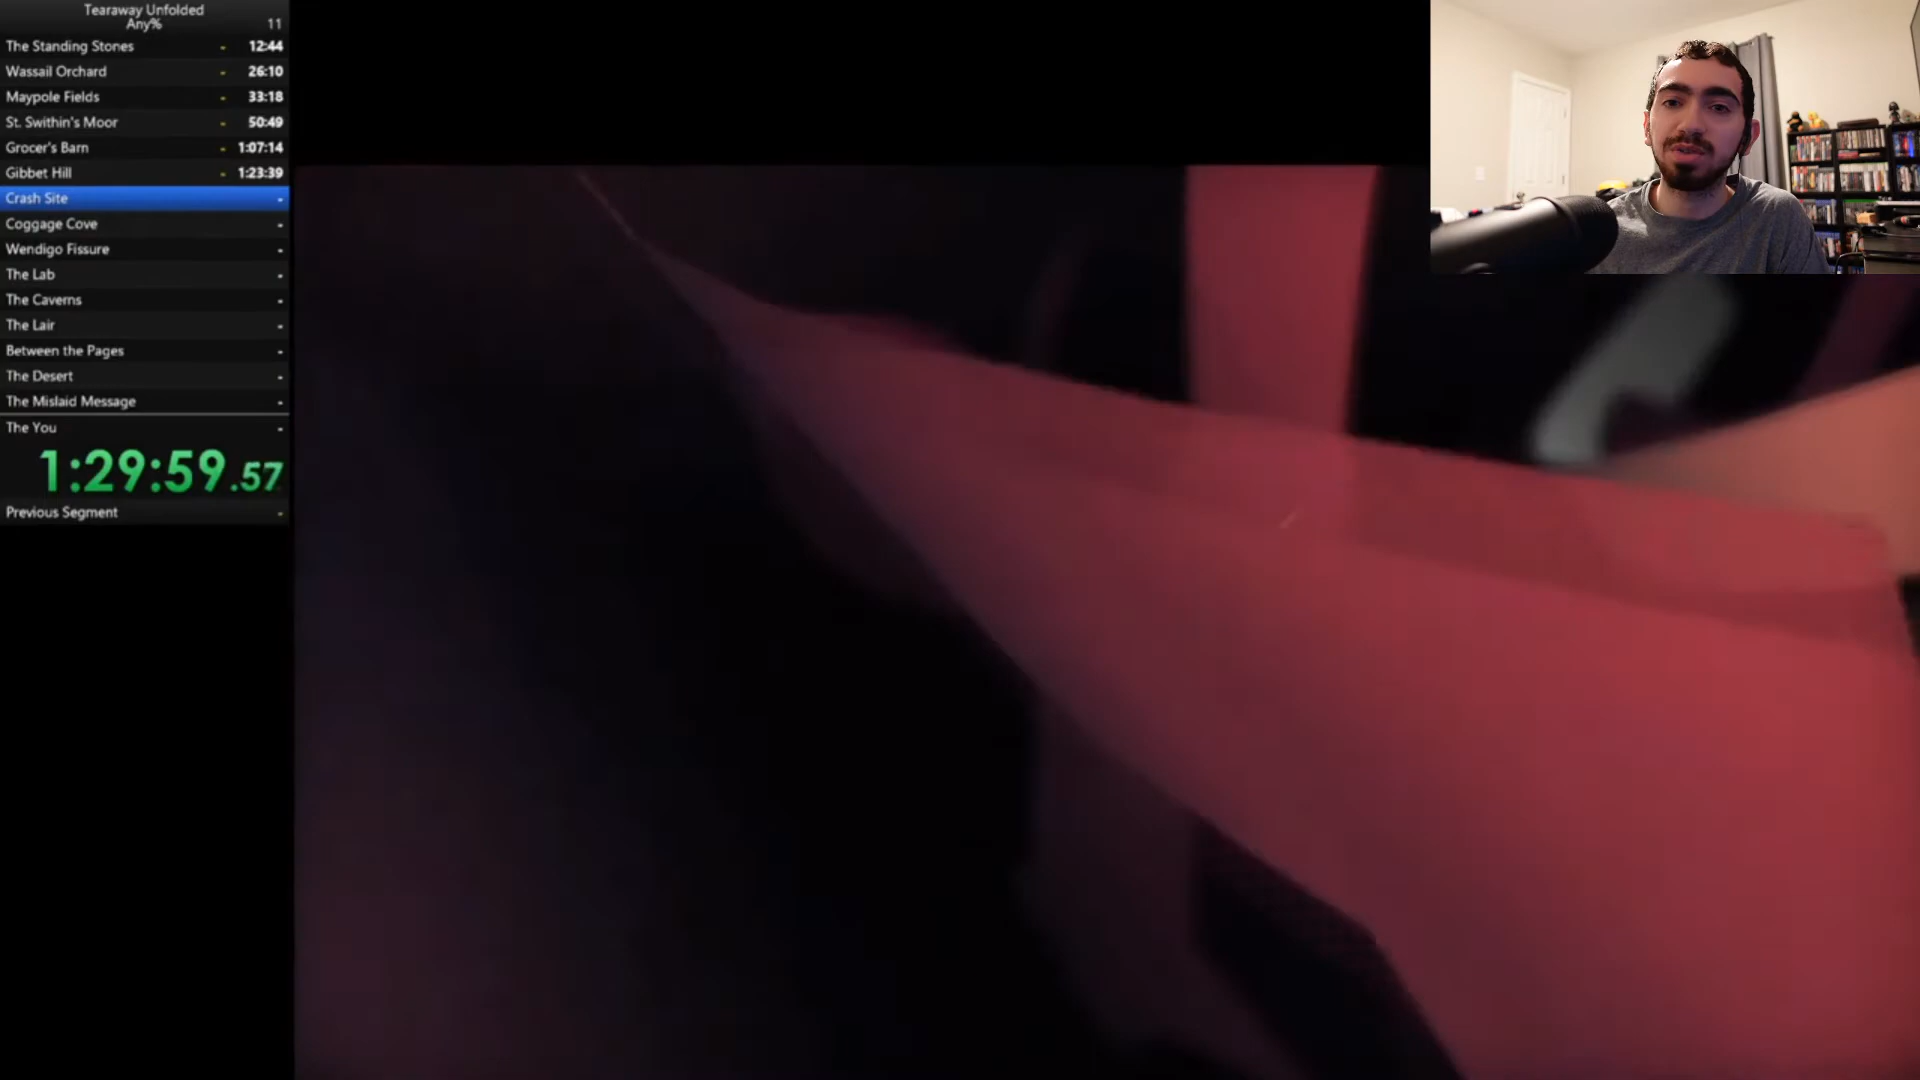 Tearaway Unfolded
Any% 11
The Standing Stones - 12:44
Wassail Orchard - 26:10
Maypole Fields - 33:18
St. Swithin's Moor - 50:49
Grocer's Barn - 1:07:14
Gibbet Hill - 1:23:39
Crash Site -
Coggage Cove -
Wendigo Fissure -
The Lab -
The Caverns -
The Lair -
Between the Pages -
The Desert -
The Mislaid Message -
The You -
1:29:59.57
Previous Segment -